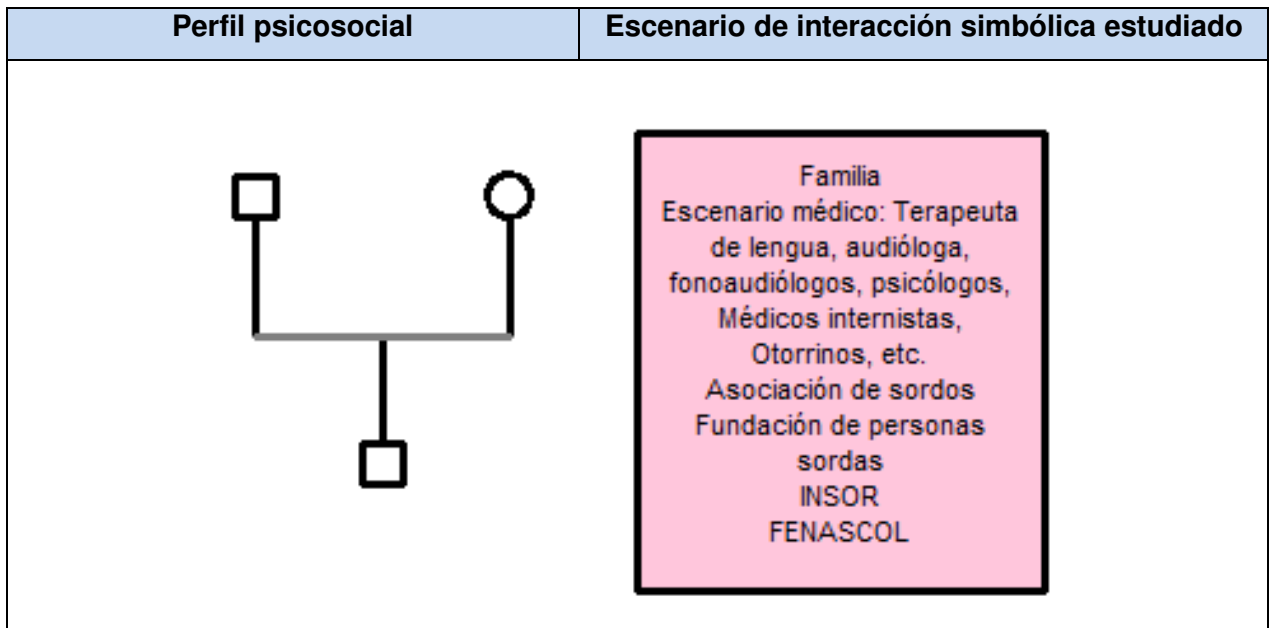 Perfil psicosocial
Escenario de interacción simbólica estudiado
Familia
Escenario médico: Terapeuta
de lengua, audióloga,
fonoaudiólogos, psicólogos,
Médicos internistas,
Otorrinos, etc.
Asociación de sordos
Fundación de personas
sordas
INSOR
FENASCOL